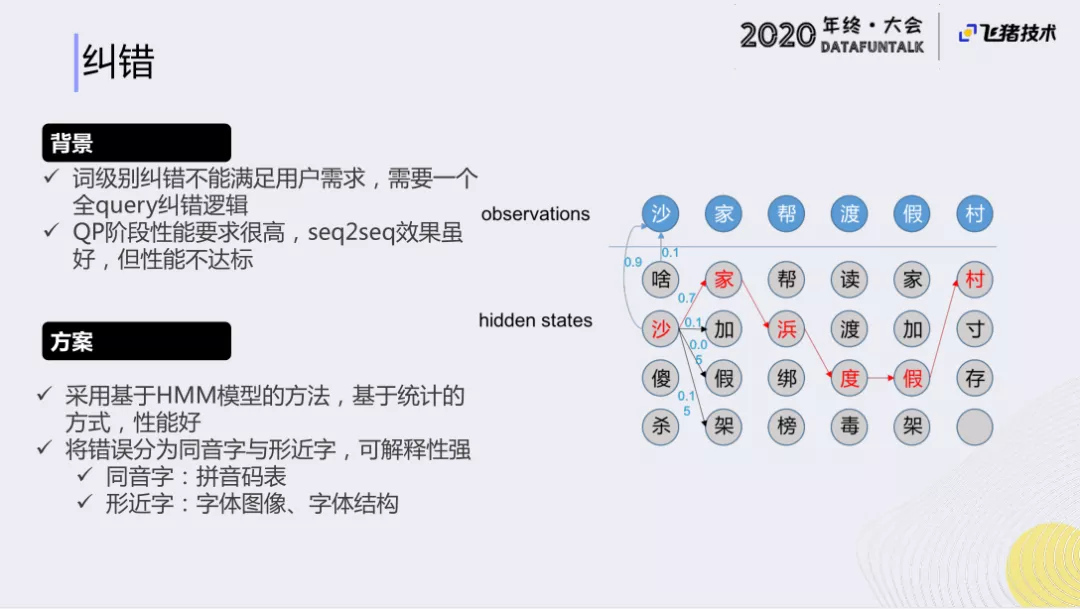 2020 年终·大会
DATAFUNTALK
飞猪技术
纠错
背景
✓ 词级别纠错不能满足用户需求，需要一个
全query纠错逻辑
✓ QP阶段性能要求很高，seq2seq效果虽
好，但性能不达标
方案
✓ 采用基于HMM模型的方法，基于统计的
方式，性能好
✓ 将错误分为同音字与形近字，可解释性强
✓ 同音字：拼音码表
✓ 形近字：字体图像、字体结构
observations
沙 家 帮 渡 假 村
0.9 0.1
hidden states
啥 家 帮 读 家 村
0.7
沙 加 浜 渡 加 寸
0.1
0.05
傻 假 绑 度 假 存
0.15
杀 架 榜 毒 架